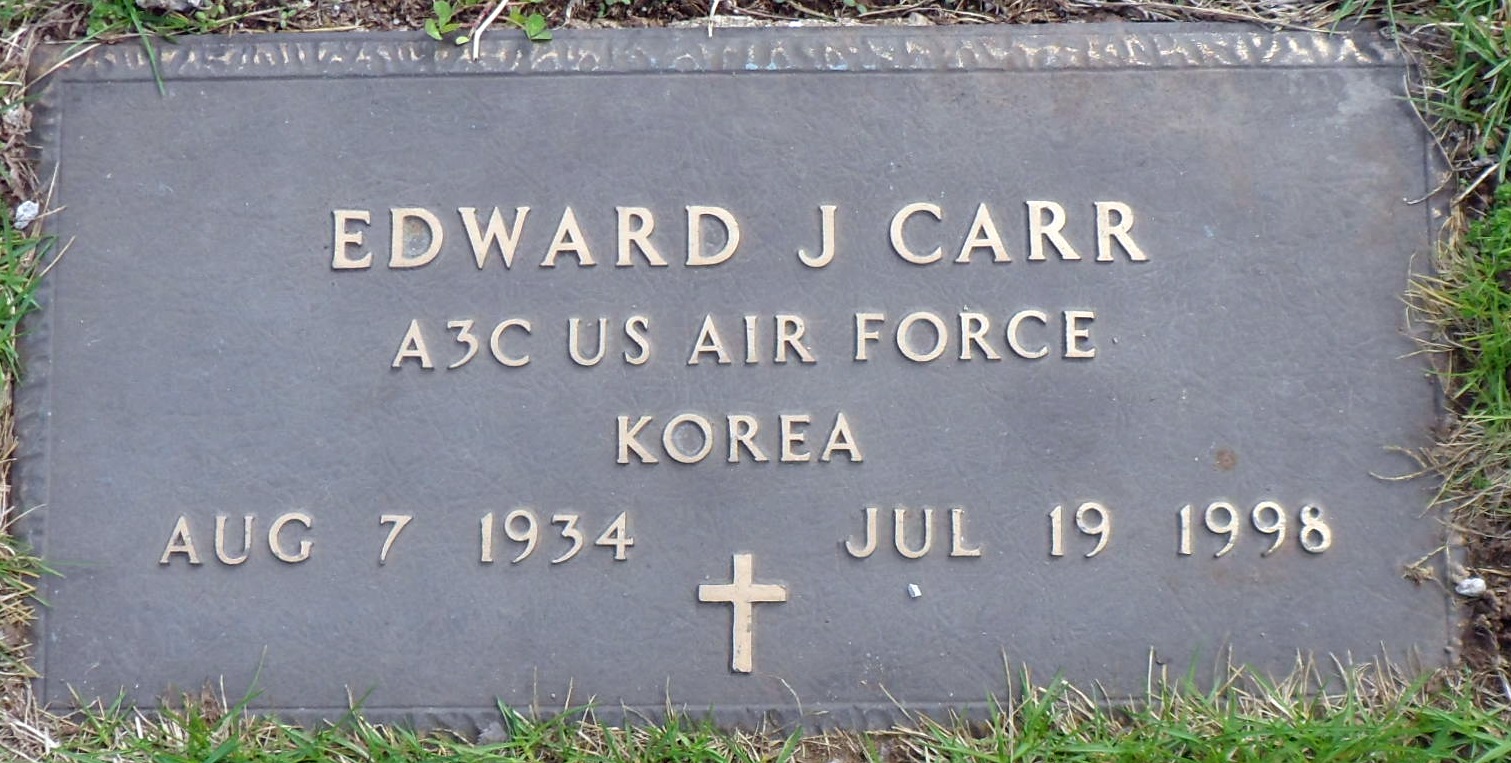 EDWARD J CARR
A3C US AIR FORCE
KOREA
AUG 7 1934 JUL 19 1998